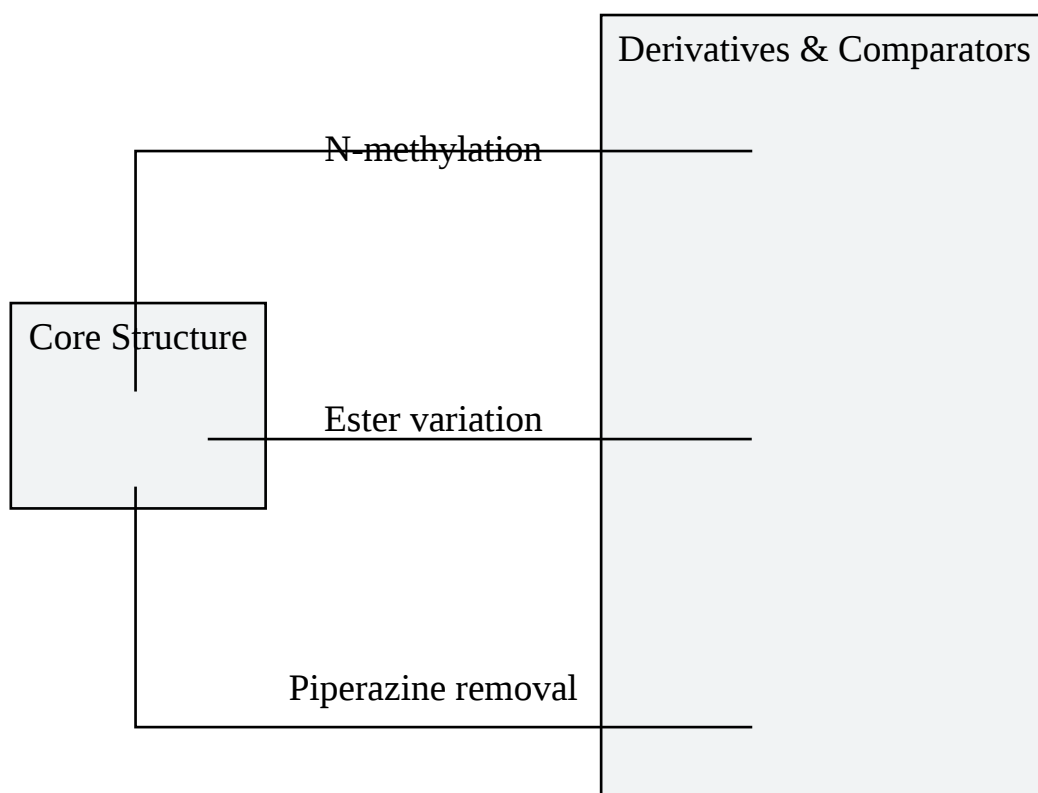 Derivatives & Comparators
N-methylation
Core Structure
Ester variation
Piperazine removal